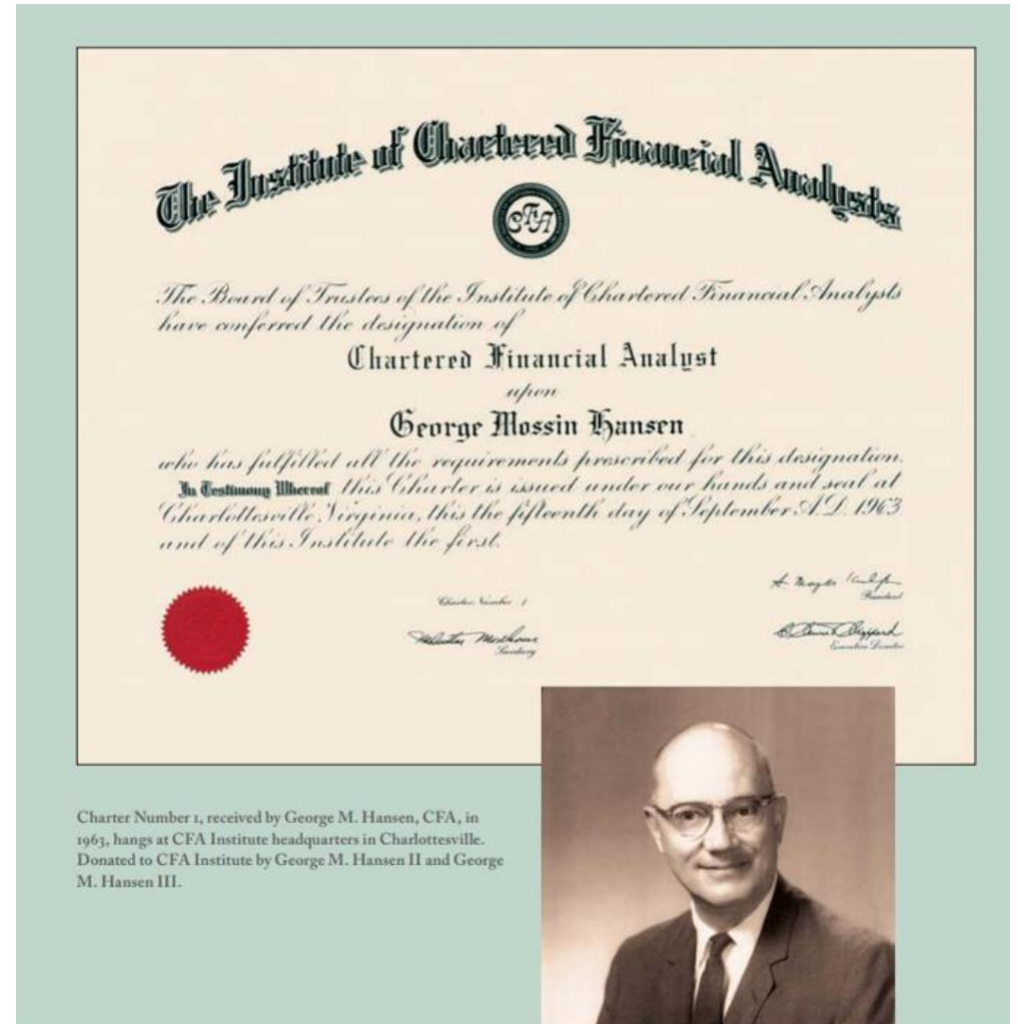 The Institute of Chartered Financial Analysts
CFA
The Board of Trustees of the Institute of Chartered Financial Analysts
have conferred the designation of
Chartered Financial Analyst
upon
George Mossin Hansen
who has fulfilled all the requirements prescribed for this designation.
In Testimony Whereof this Charter is issued under our hands and seal at
Charlottesville, Virginia, this the fifteenth day of September A.D. 1963
and of this Institute the first.
Charter Number 1
President
Secretary
Executive Director
Charter Number 1, received by George M. Hansen, CFA, in
1963, hangs at CFA Institute headquarters in Charlottesville.
Donated to CFA Institute by George M. Hansen II and George
M. Hansen III.